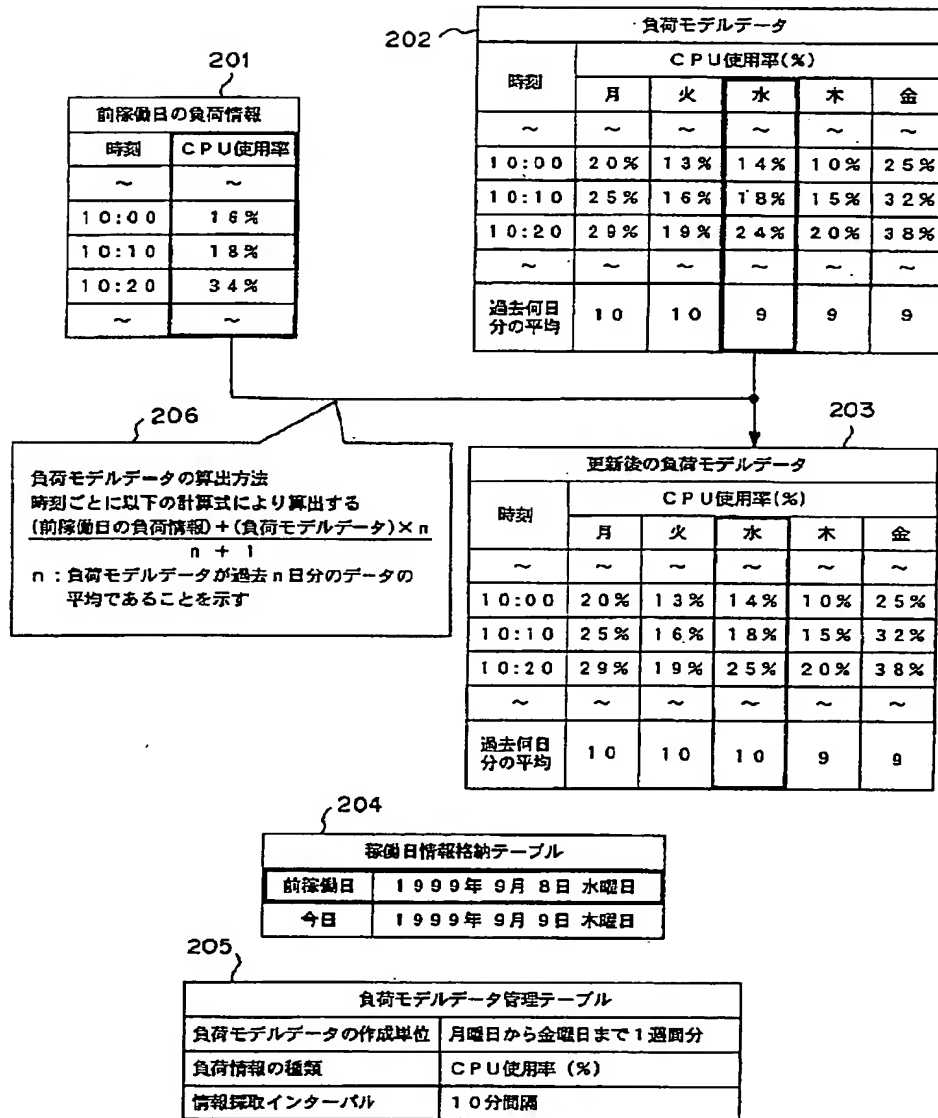 201
前稼働日の負荷情報
時刻 CPU使用率
～ ～
10:00 16%
10:10 18%
10:20 34%
～ ～
202
負荷モデルデータ
時刻 CPU使用率(%)
月 火 水 木 金
～ ～ ～ ～ ～ ～
10:00 20% 13% 14% 10% 25%
10:10 25% 16% 18% 15% 32%
10:20 29% 19% 24% 20% 38%
～ ～ ～ ～ ～ ～
過去何日
分の平均 10 10 9 9 9
206
負荷モデルデータの算出方法
時刻ごとに以下の計算式により算出する
(前稼働日の負荷情報)+(負荷モデルデータ)×n
n + 1
n:負荷モデルデータが過去n日分のデータの
平均であることを示す
203
更新後の負荷モデルデータ
時刻 CPU使用率(%)
月 火 水 木 金
～ ～ ～ ～ ～ ～
10:00 20% 13% 14% 10% 25%
10:10 25% 16% 18% 15% 32%
10:20 29% 19% 25% 20% 38%
～ ～ ～ ～ ～ ～
過去何日
分の平均 10 10 10 9 9
204
稼働日情報格納テーブル
前稼働日 1999年 9月 8日 水曜日
今日 1999年 9月 9日 木曜日
205
負荷モデルデータ管理テーブル
負荷モデルデータの作成単位 月曜日から金曜日まで1週間分
負荷情報の種類 CPU使用率(%)
情報採取インターバル 10分間隔